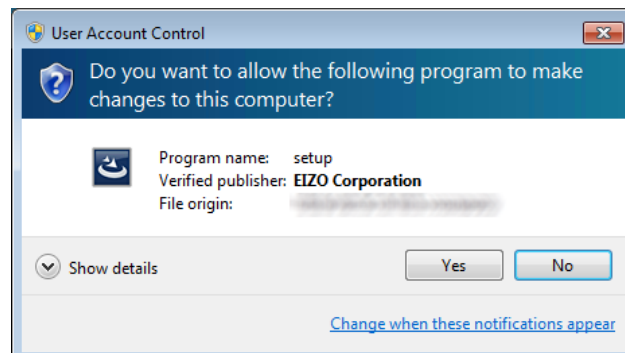 User Account Control
Do you want to allow the following program to make
changes to this computer?
Program name: setup
Verified publisher: EIZO Corporation
File origin:
Show details
Yes No
Change when these notifications appear